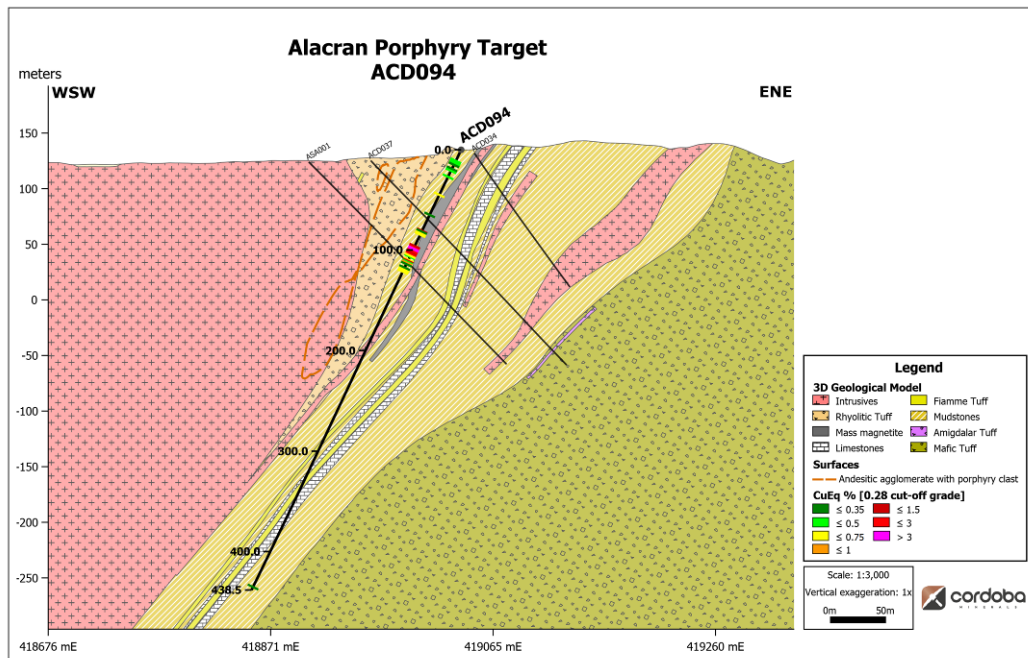 Alacran Porphyry Target
ACD094
meters
WSW
ENE
150
100
50
0
-50
-100
-150
-200
-250
ASA001
ACD037
0.0
ACD094
ACD034
100.0
200.0
300.0
400.0
438.5
418676 mE
418871 mE
419065 mE
419260 mE
Legend
3D Geological Model
Intrusives
Fiamme Tuff
Rhyolitic Tuff
Mudstones
Mass magnetite
Amigdalar Tuff
Limestones
Mafic Tuff
Surfaces
Andesitic agglomerate with porphyry clast
CuEq % [0.28 cut-off grade]
≤ 0.35
≤ 1.5
≤ 0.5
≤ 3
≤ 0.75
> 3
≤ 1
Scale: 1:3,000
Vertical exaggeration: 1x
0m 50m
cordoba
MINERALS